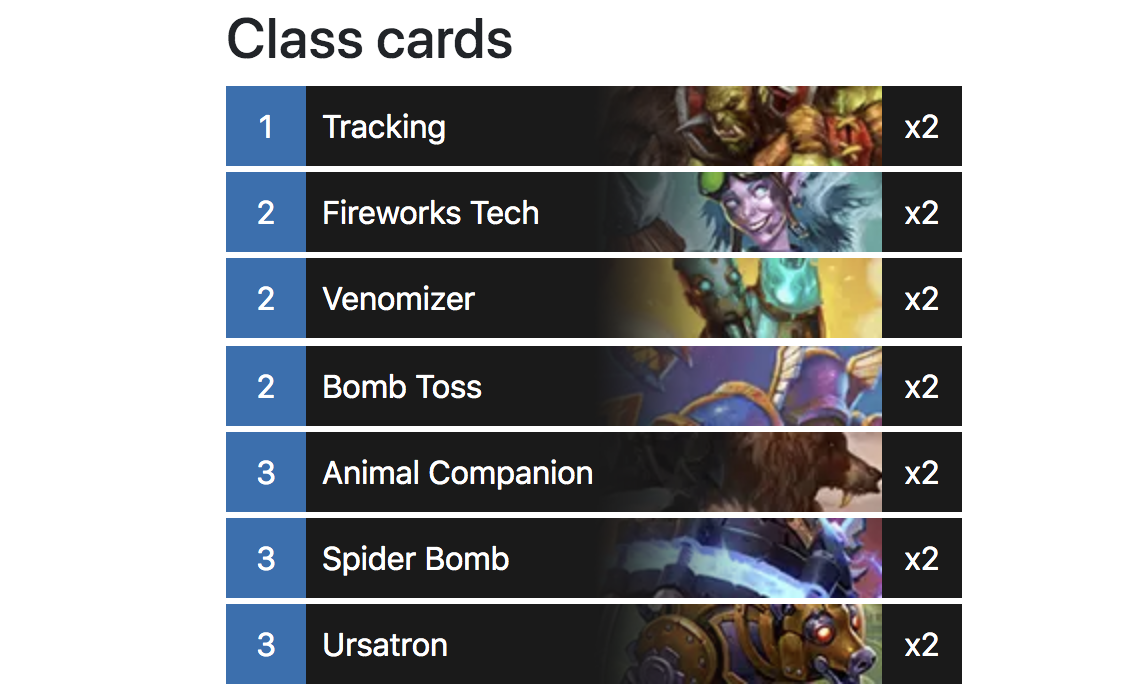 Class cards
1 Tracking x2
2 Fireworks Tech x2
2 Venomizer x2
2 Bomb Toss x2
3 Animal Companion x2
3 Spider Bomb x2
3 Ursatron x2